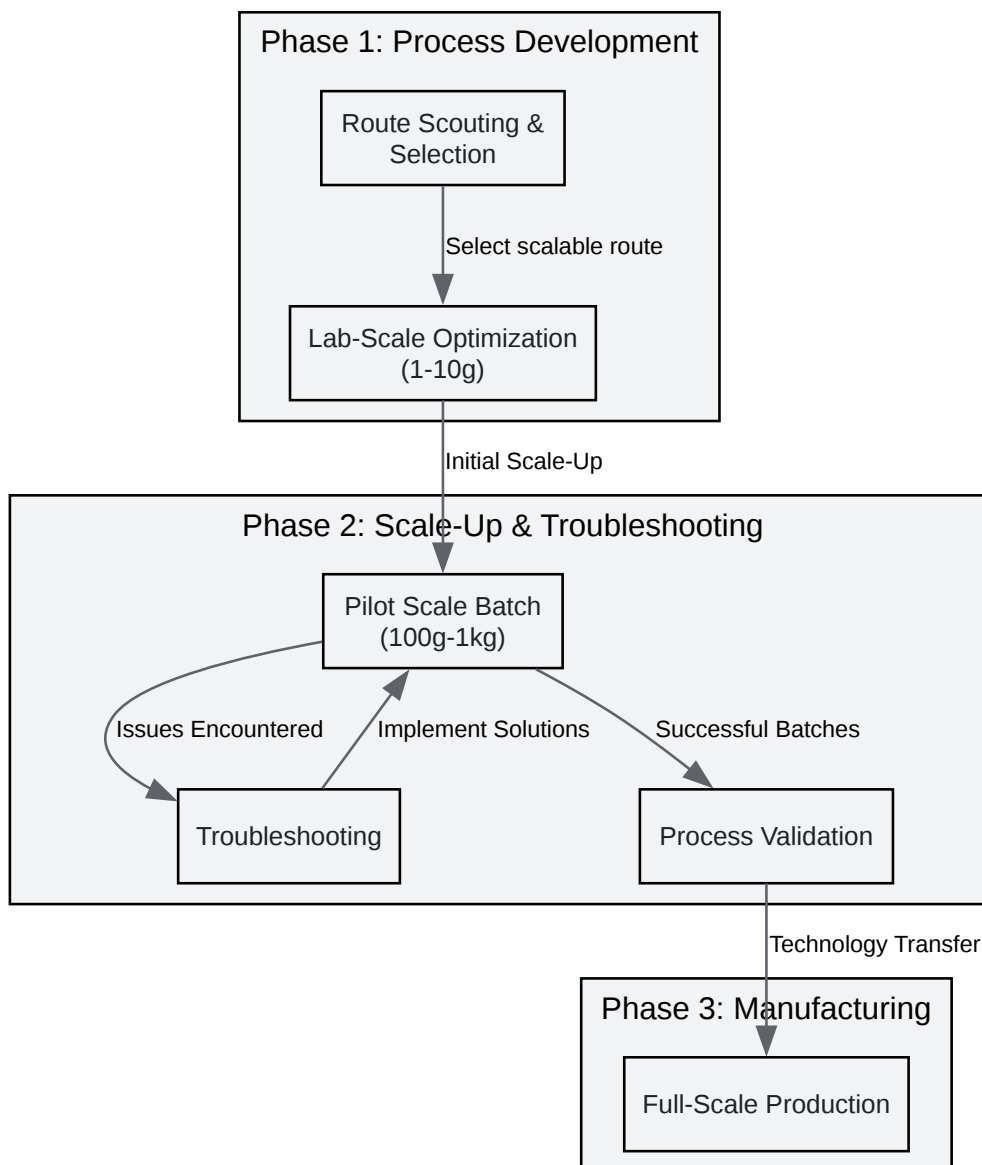 Phase 1: Process Development
Route Scouting &
Selection
Select scalable route
Lab-Scale Optimization
(1-10g)
Initial Scale-Up
Phase 2: Scale-Up & Troubleshooting
Pilot Scale Batch
(100g-1kg)
Issues Encountered
Implement Solutions
Successful Batches
Troubleshooting
Process Validation
Technology Transfer
Phase 3: Manufacturing
Full-Scale Production